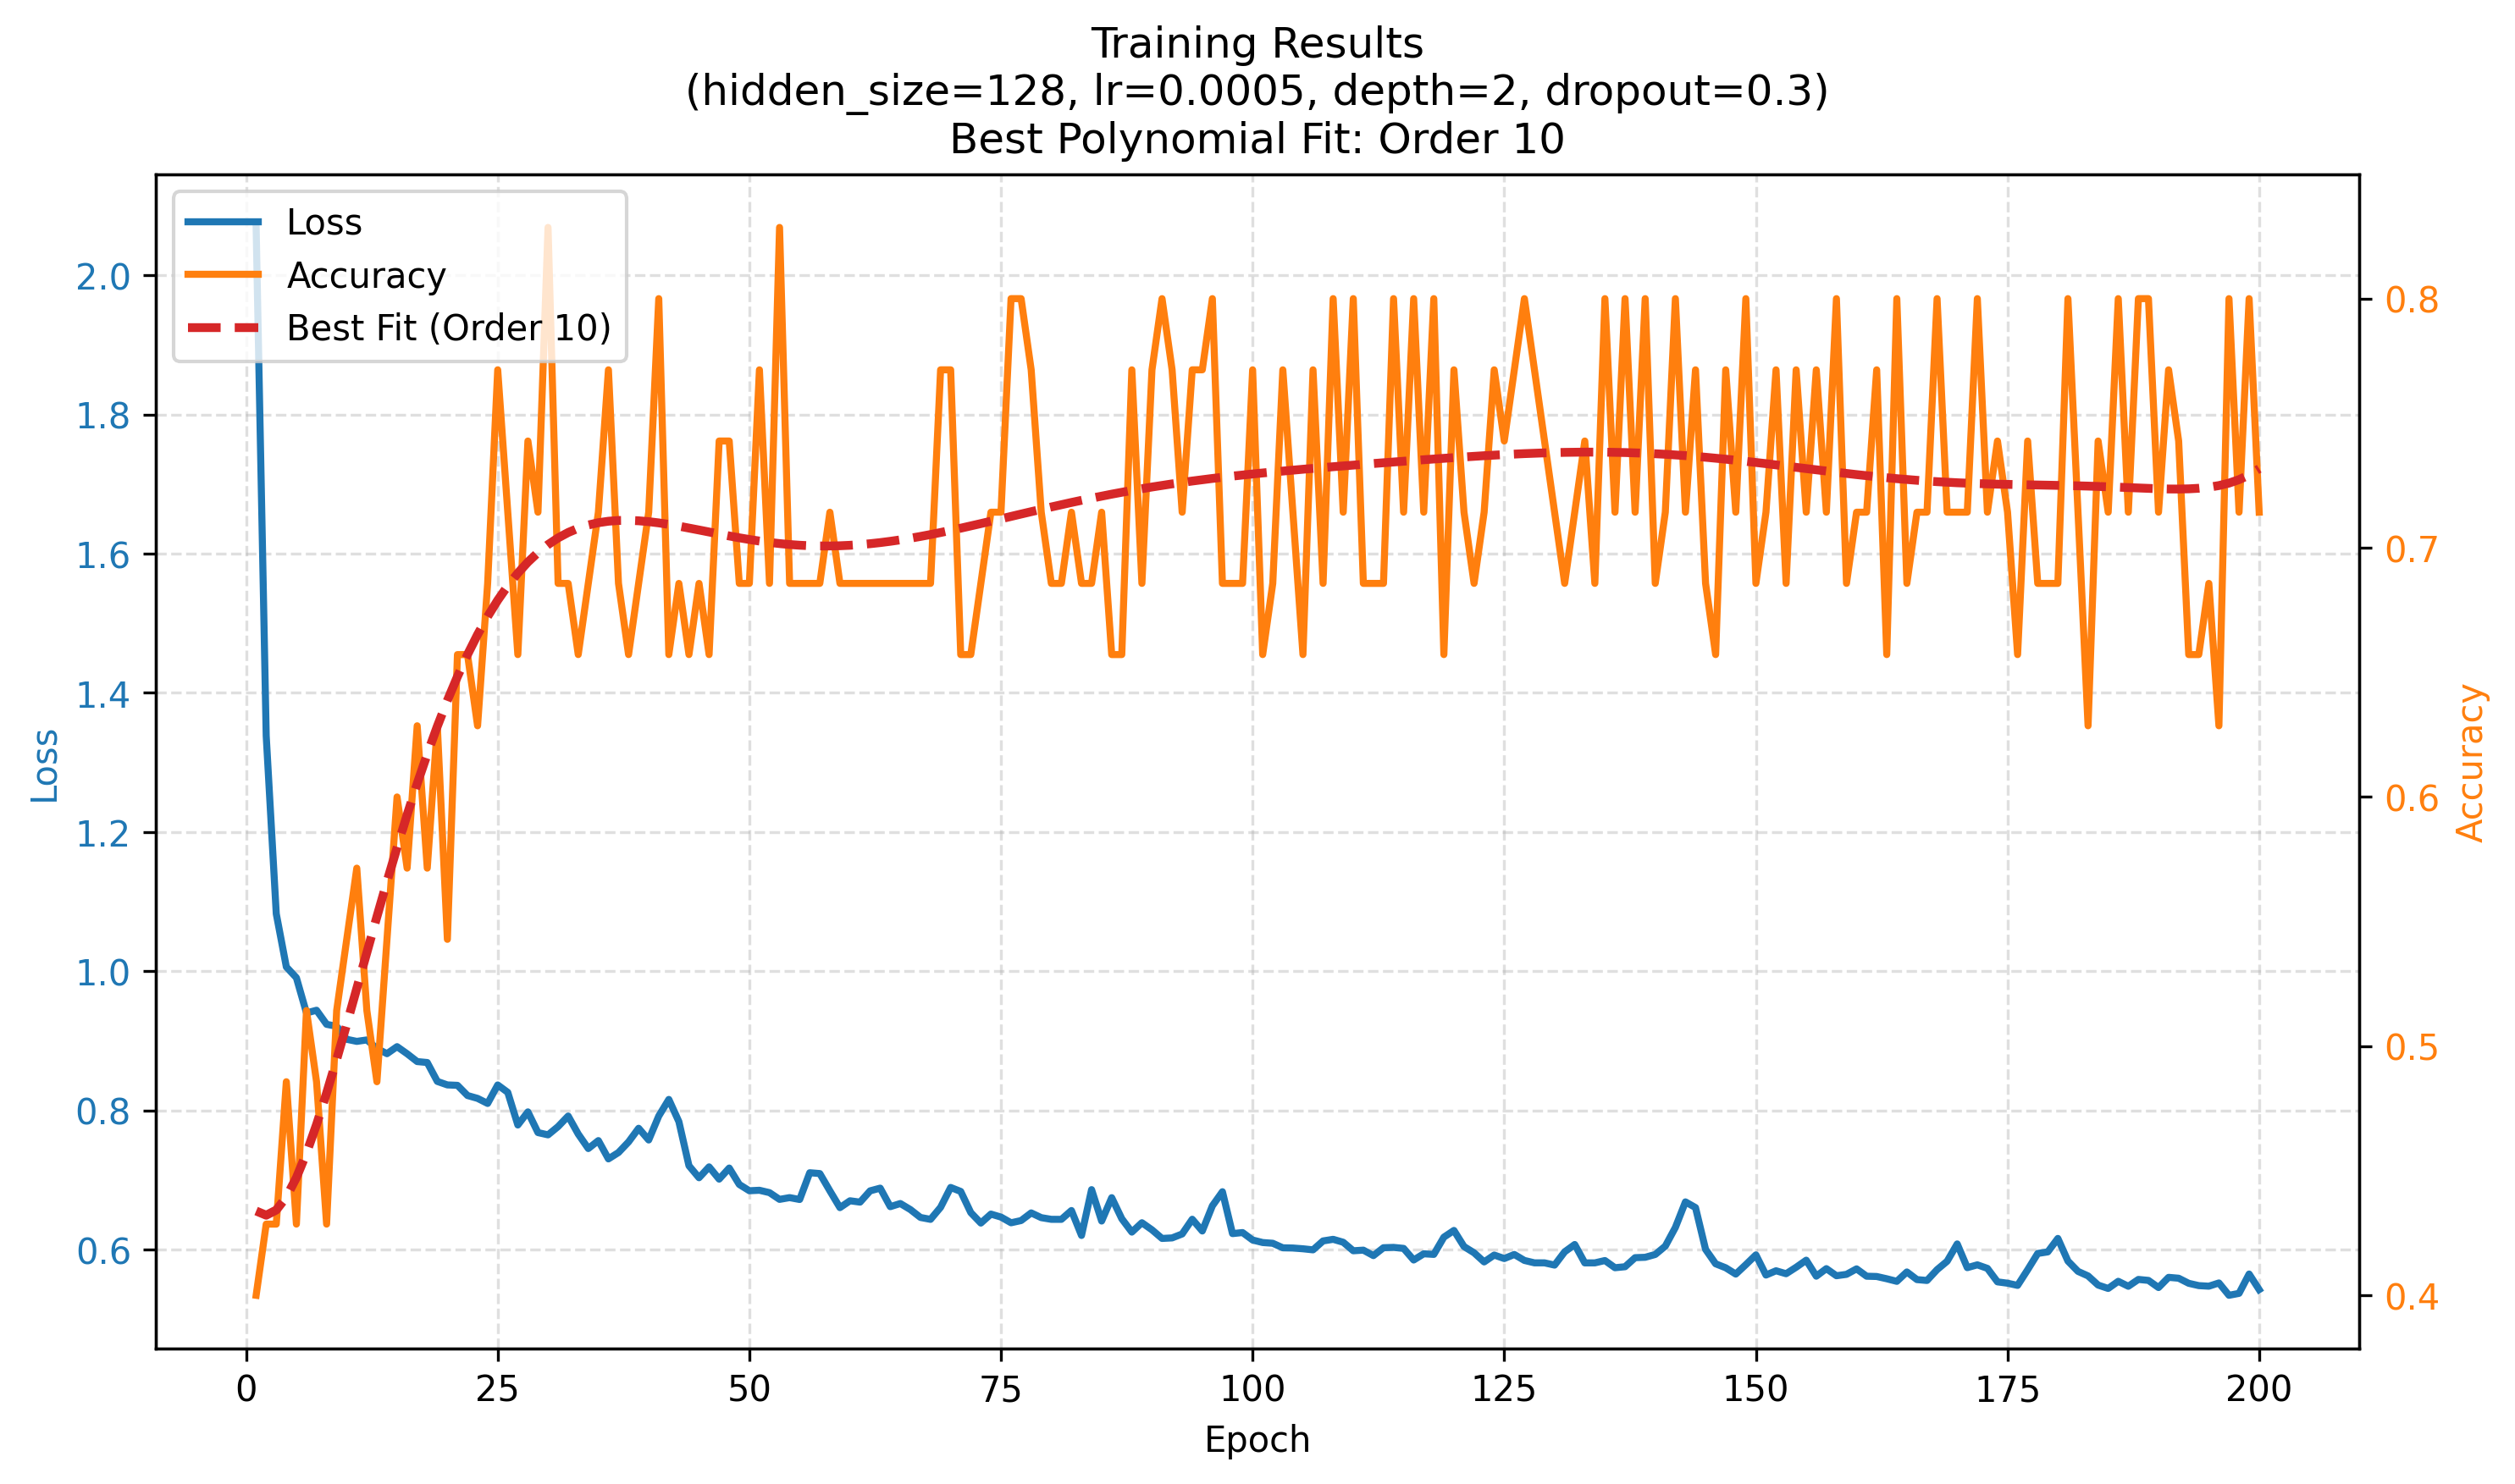 Training Results
(hidden_size=128, lr=0.0005, depth=2, dropout=0.3)
Best Polynomial Fit: Order 10
Loss
Accuracy
Best Fit (Order 10)
2.0
1.8
1.6
1.4
1.2
1.0
0.8
0.6
Loss
0.8
0.7
0.6
0.5
0.4
Accuracy
0 25 50 75 100 125 150 175 200
Epoch